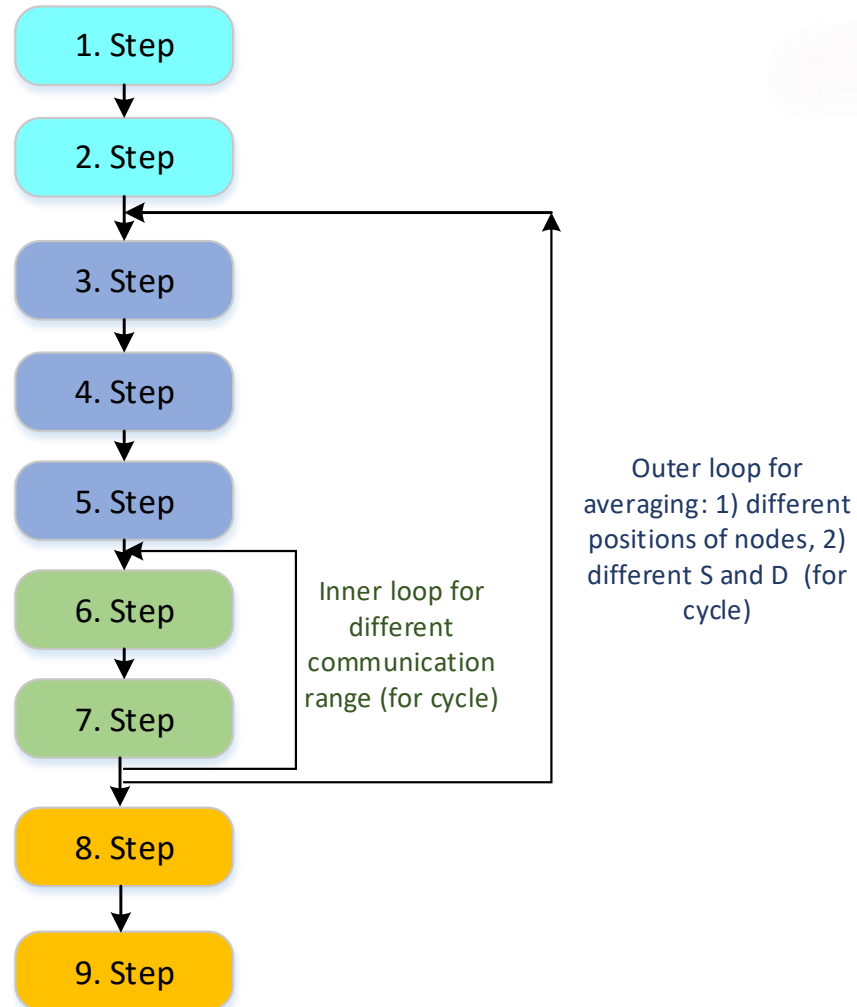 1. Step
2. Step
3. Step
4. Step
5. Step
6. Step
7. Step
8. Step
9. Step
Inner loop for
different
communication
range (for cycle)
Outer loop for
averaging: 1) different
positions of nodes, 2)
different S and D (for
cycle)